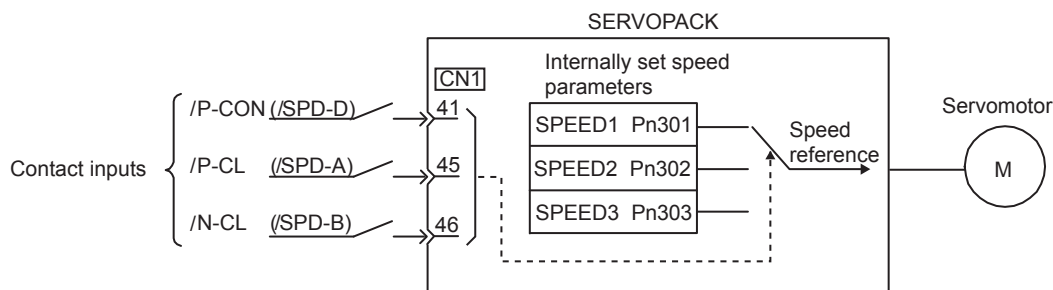 SERVOPACK
CN1
Internally set speed
parameters
/P-CON (/SPD-D) 41
SPEED1 Pn301
Speed
reference
Servomotor
Contact inputs
/P-CL (/SPD-A) 45
SPEED2 Pn302
M
/N-CL (/SPD-B) 46
SPEED3 Pn303